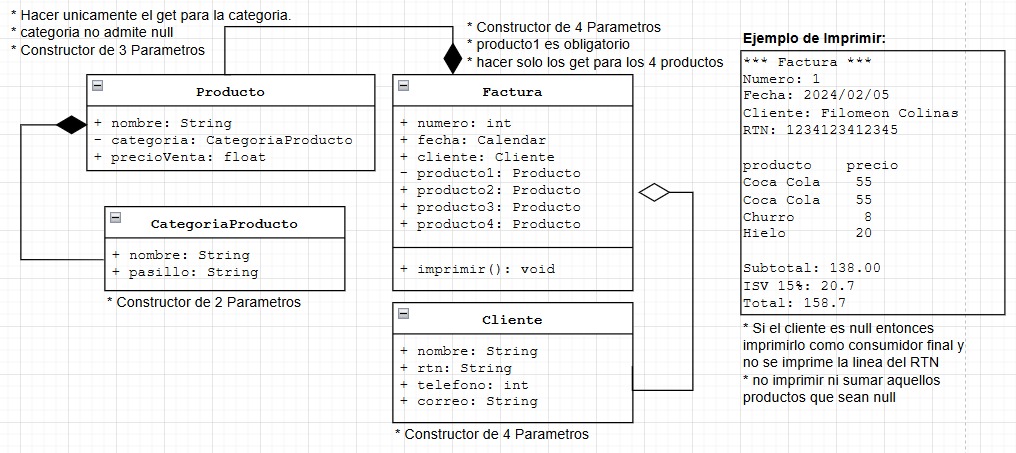 * Hacer unicamente el get para la categoria.
* categoria no admite null
* Constructor de 3 Parametros
Producto
+ nombre: String
- categoria: CategoriaProducto
+ precioVenta: float
CategoriaProducto
+ nombre: String
+ pasillo: String
* Constructor de 2 Parametros
* Constructor de 4 Parametros
* producto1 es obligatorio
* hacer solo los get para los 4 productos
Factura
+ numero: int
+ fecha: Calendar
+ cliente: Cliente
- producto1: Producto
+ producto2: Producto
+ producto3: Producto
+ producto4: Producto
+ imprimir(): void
Cliente
+ nombre: String
+ rtn: String
+ telefono: int
+ correo: String
* Constructor de 4 Parametros
Ejemplo de Imprimir:
*** Factura ***
Numero: 1
Fecha: 2024/02/05
Cliente: Filomeon Colinas
RTN: 1234123412345
producto precio
Coca Cola 55
Coca Cola 55
Churro 8
Hielo 20
Subtotal: 138.00
ISV 15%: 20.7
Total: 158.7
* Si el cliente es null entonces
imprimirlo como consumidor final y
no se imprime la linea del RTN
* no imprimir ni sumar aquellos
productos que sean null